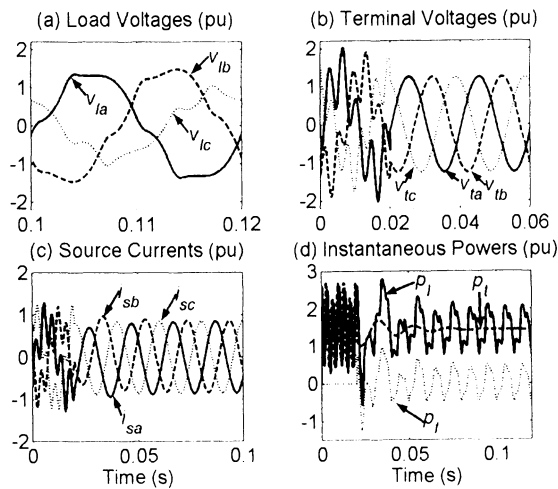 (a) Load Voltages (pu)
2
1
0
-1
-2
0.1
0.11
0.12
v_la
v_lb
v_lc
(b) Terminal Voltages (pu)
2
1
0
-1
-2
0
0.02
0.04
0.06
v_tc
v_ta
v_tb
(c) Source Currents (pu)
2
1
0
-1
-2
0
0.05
0.1
Time (s)
i_sb
i_sc
i_sa
(d) Instantaneous Powers (pu)
3
2
1
0
-1
0
0.05
0.1
Time (s)
p_l
p_t
p_f